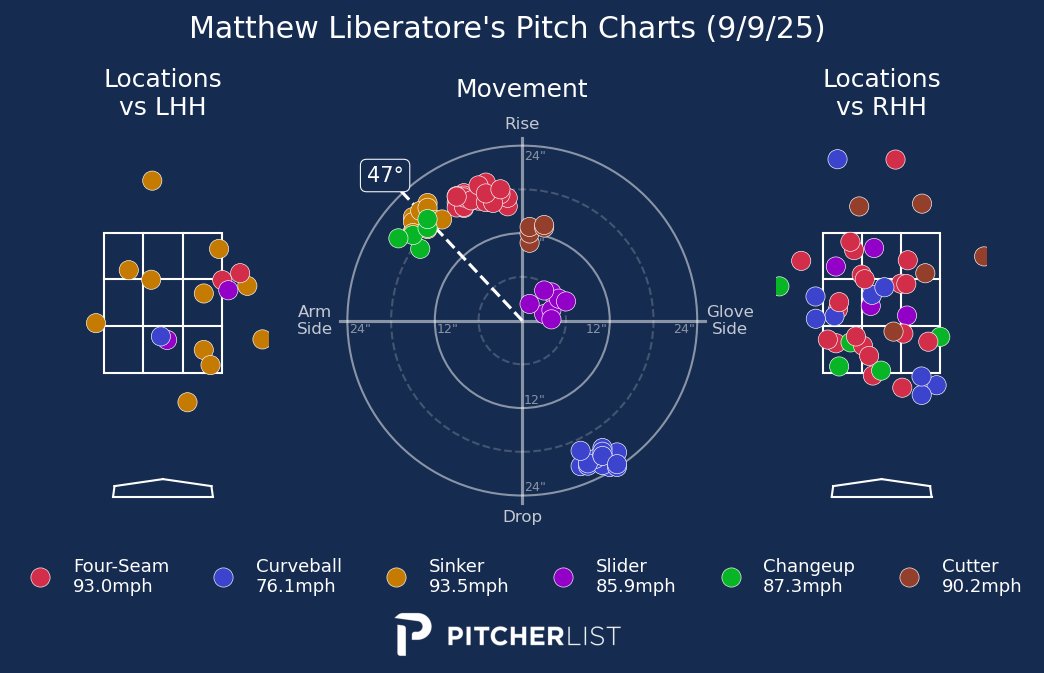 Matthew Liberatore's Pitch Charts (9/9/25)
Locations
vs LHH
Movement
Locations
vs RHH
Rise
24"
47°
Arm
Side
24"
12"
12"
24"
Glove
Side
12"
24"
Drop
Four-Seam
93.0mph
Curveball
76.1mph
Sinker
93.5mph
Slider
85.9mph
Changeup
87.3mph
Cutter
90.2mph
PITCHERLIST